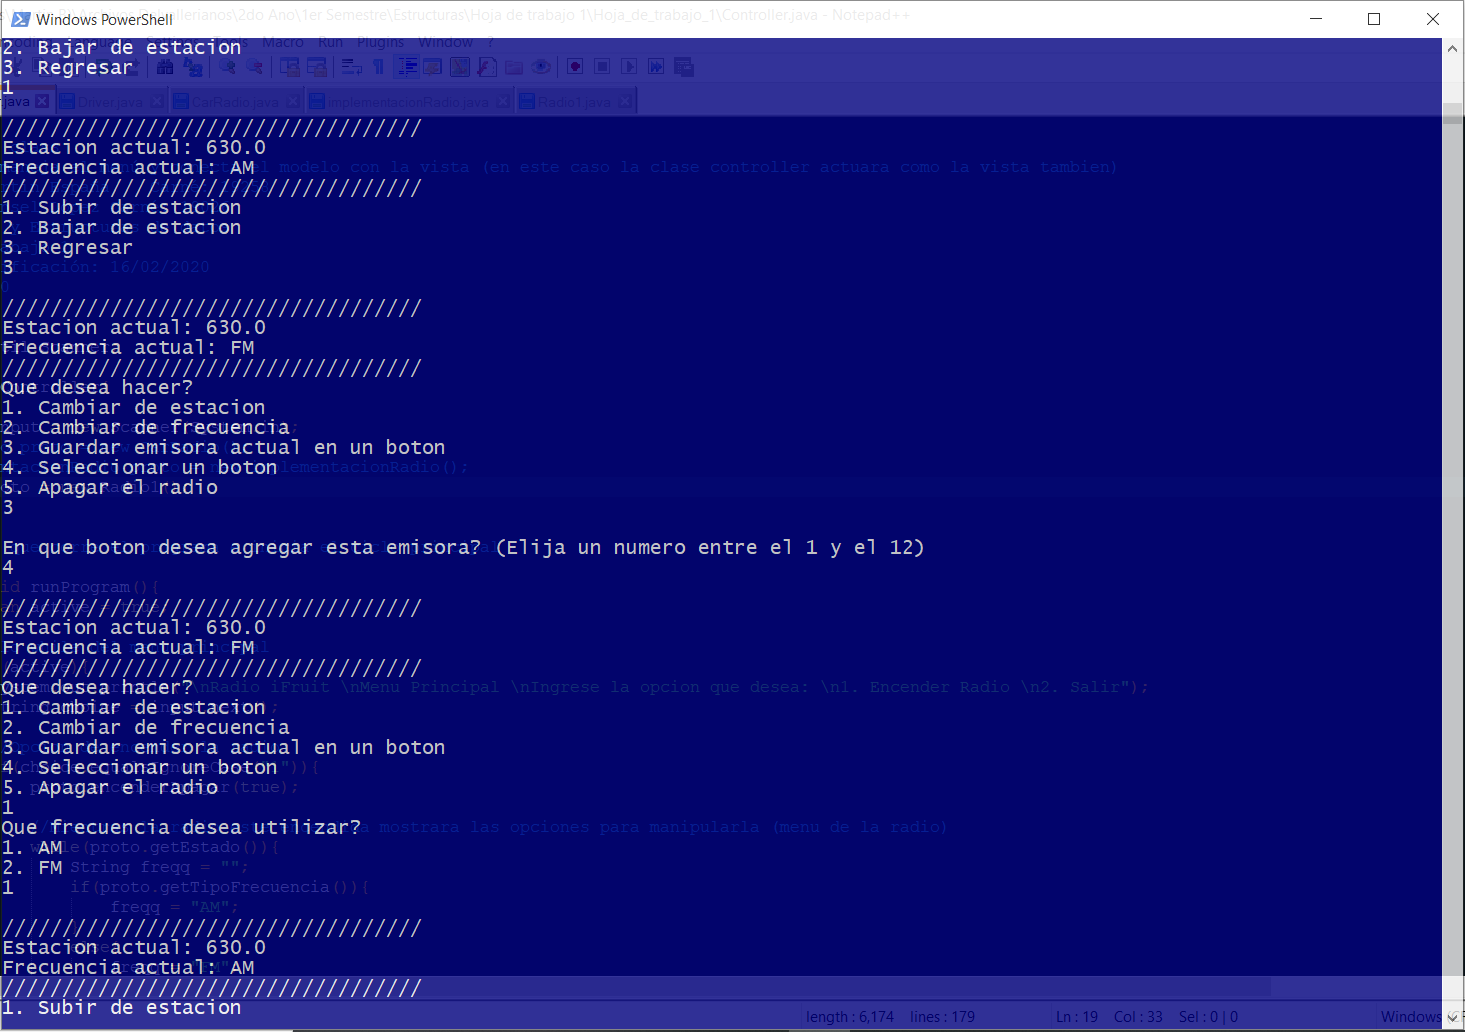 Windows PowerShell
2. Bajar de estacion
3. Regresar
1
///////////////////////////////////
Estacion actual: 630.0
Frecuencia actual: AM
///////////////////////////////////
1. Subir de estacion
2. Bajar de estacion
3. Regresar
3
///////////////////////////////////
Estacion actual: 630.0
Frecuencia actual: FM
///////////////////////////////////
Que desea hacer?
1. Cambiar de estacion
2. Cambiar de frecuencia
3. Guardar emisora actual en un boton
4. Seleccionar un boton
5. Apagar el radio
3
En que boton desea agregar esta emisora? (Elija un numero entre el 1 y el 12)
4
///////////////////////////////////
Estacion actual: 630.0
Frecuencia actual: FM
///////////////////////////////////
Que desea hacer?
1. Cambiar de estacion
2. Cambiar de frecuencia
3. Guardar emisora actual en un boton
4. Seleccionar un boton
5. Apagar el radio
1
Que frecuencia desea utilizar?
1. AM
2. FM
1
///////////////////////////////////
Estacion actual: 630.0
Frecuencia actual: AM
///////////////////////////////////
1. Subir de estacion
length : 6,174 lines : 179 Ln : 19 Col : 33 Sel : 0 | 0 Windows